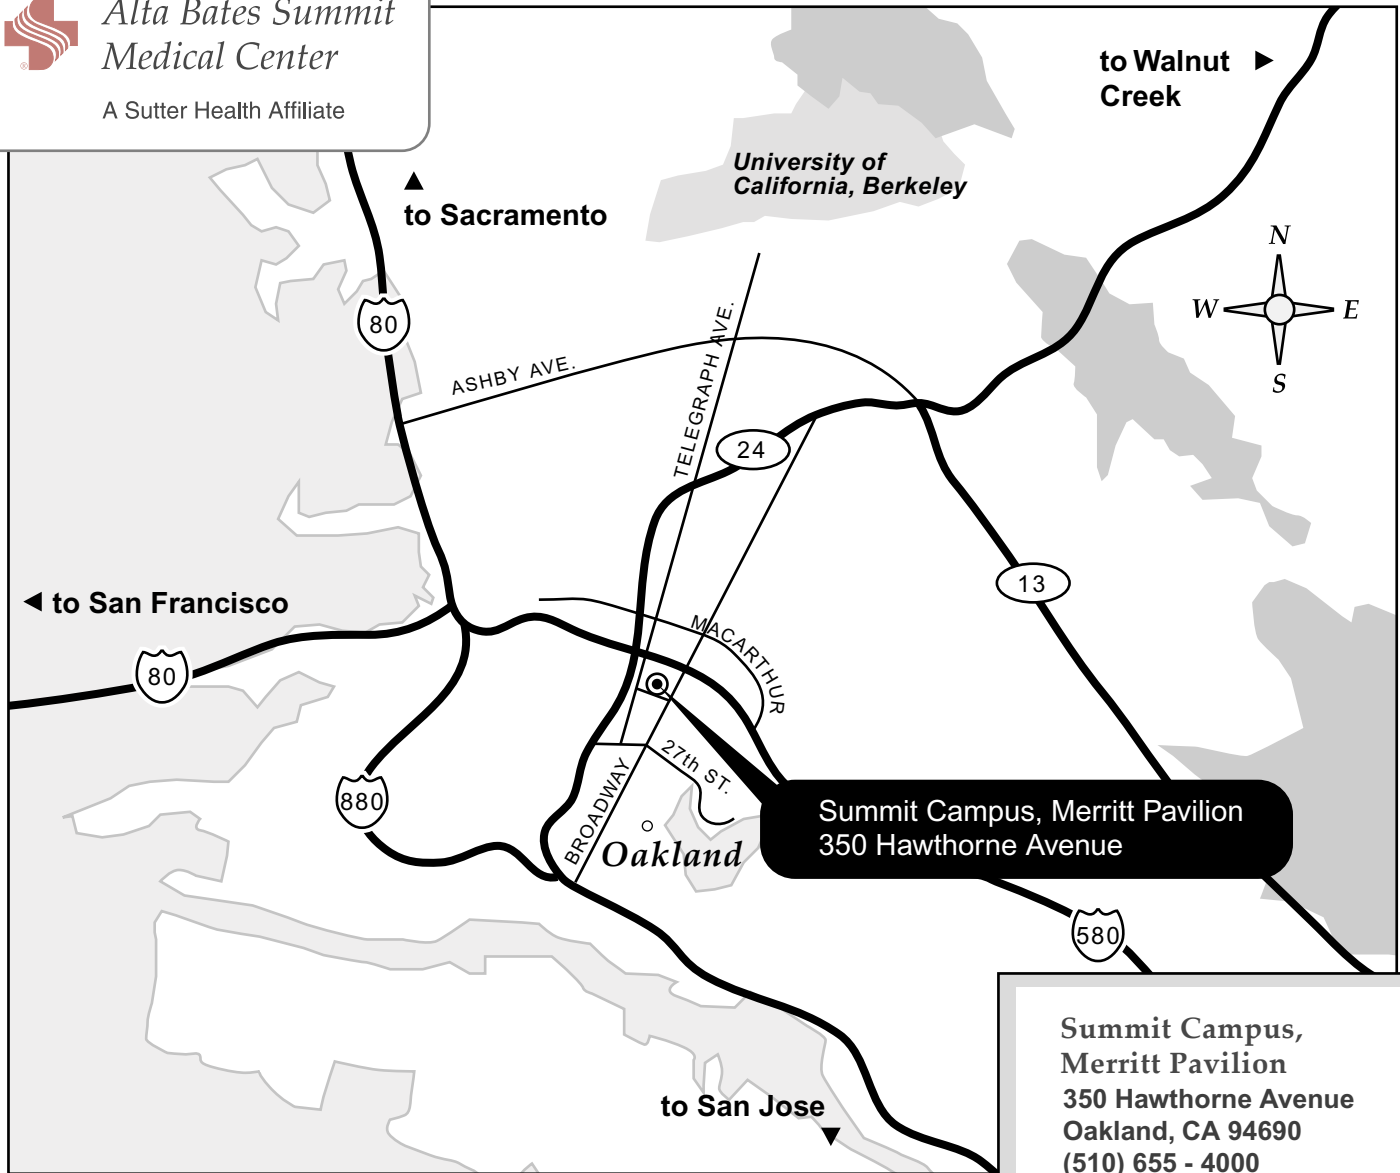 Alta Bates Summit
Medical Center
®
A Sutter Health Affiliate
to Walnut
Creek
University of
California, Berkeley
to Sacramento
N
W
E
S
80
ASHBY AVE.
TELEGRAPH AVE.
24
13
to San Francisco
MACARTHUR
80
27th ST.
880
BROADWAY
Oakland
Summit Campus, Merritt Pavilion
350 Hawthorne Avenue
580
to San Jose
Summit Campus,
Merritt Pavilion
350 Hawthorne Avenue
Oakland, CA 94690
(510) 655 - 4000